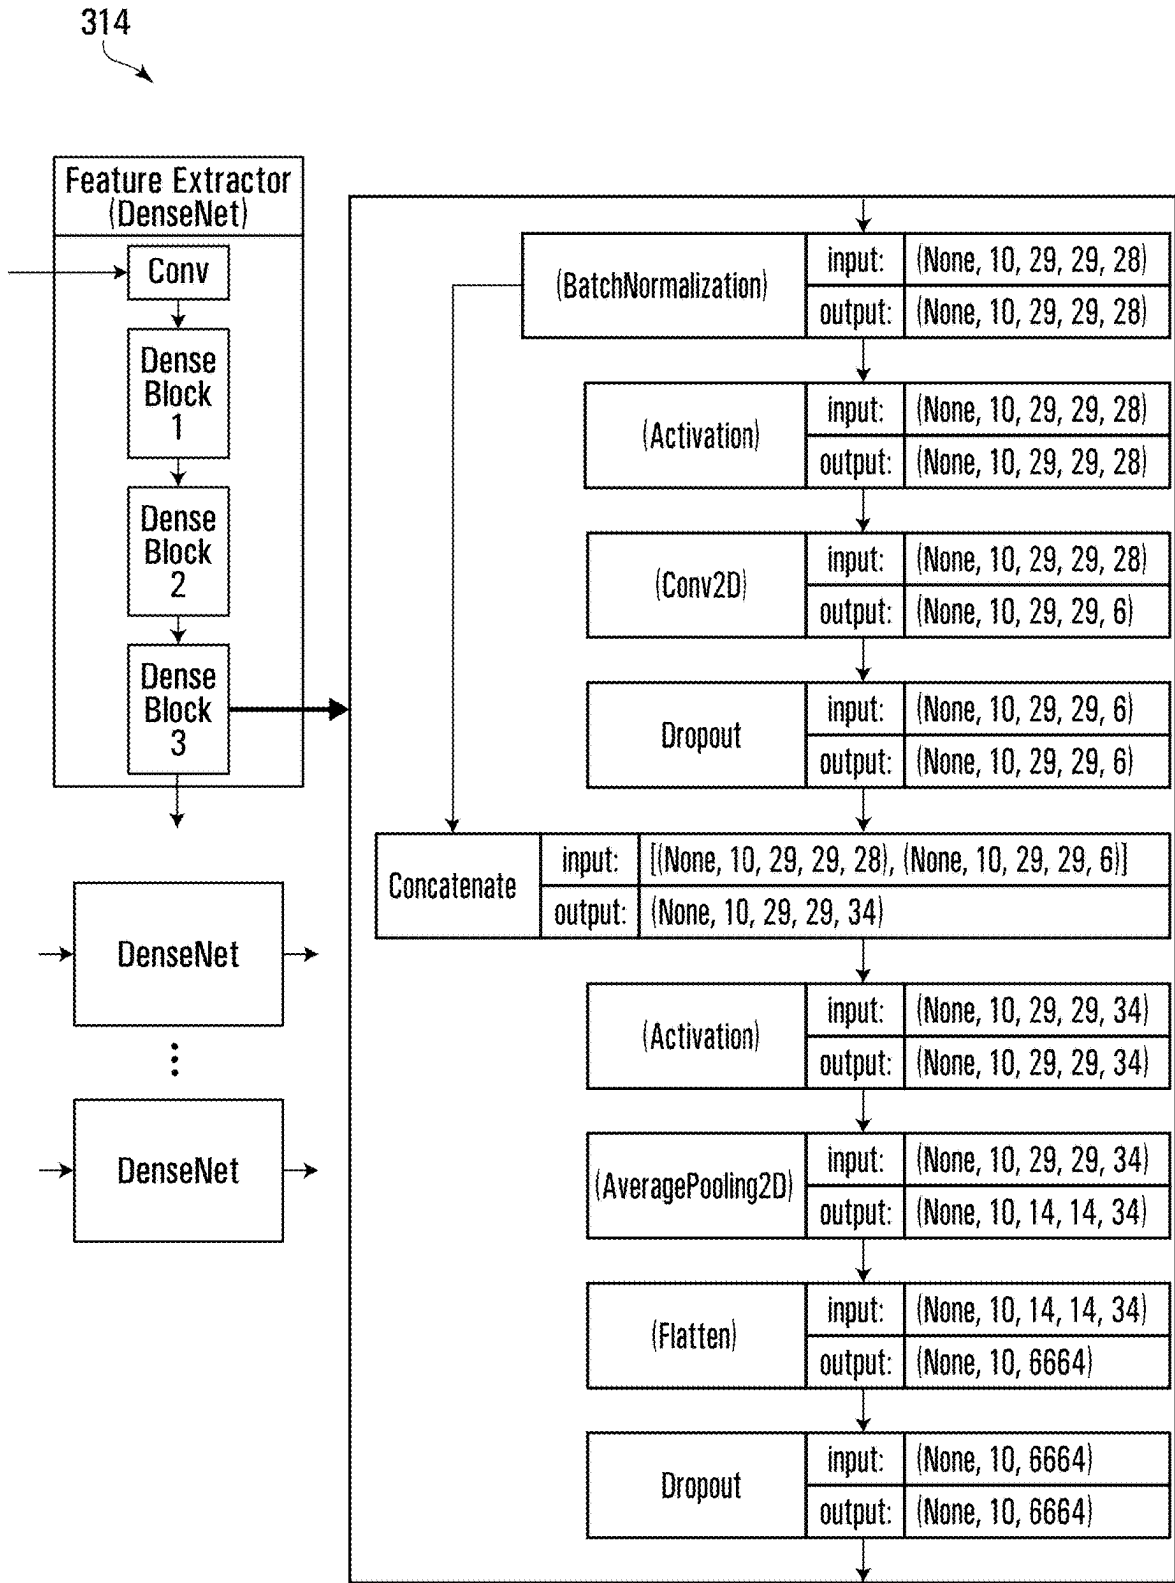 314
Feature Extractor
(DenseNet)
Conv
Dense
Block
1
Dense
Block
2
Dense
Block
3
DenseNet
DenseNet
(BatchNormalization)
input: (None, 10, 29, 29, 28)
output: (None, 10, 29, 29, 28)
(Activation)
input: (None, 10, 29, 29, 28)
output: (None, 10, 29, 29, 28)
(Conv2D)
input: (None, 10, 29, 29, 28)
output: (None, 10, 29, 29, 6)
Dropout
input: (None, 10, 29, 29, 6)
output: (None, 10, 29, 29, 6)
Concatenate
input: [(None, 10, 29, 29, 28), (None, 10, 29, 29, 6)]
output: (None, 10, 29, 29, 34)
(Activation)
input: (None, 10, 29, 29, 34)
output: (None, 10, 29, 29, 34)
(AveragePooling2D)
input: (None, 10, 29, 29, 34)
output: (None, 10, 14, 14, 34)
(Flatten)
input: (None, 10, 14, 14, 34)
output: (None, 10, 6664)
Dropout
input: (None, 10, 6664)
output: (None, 10, 6664)